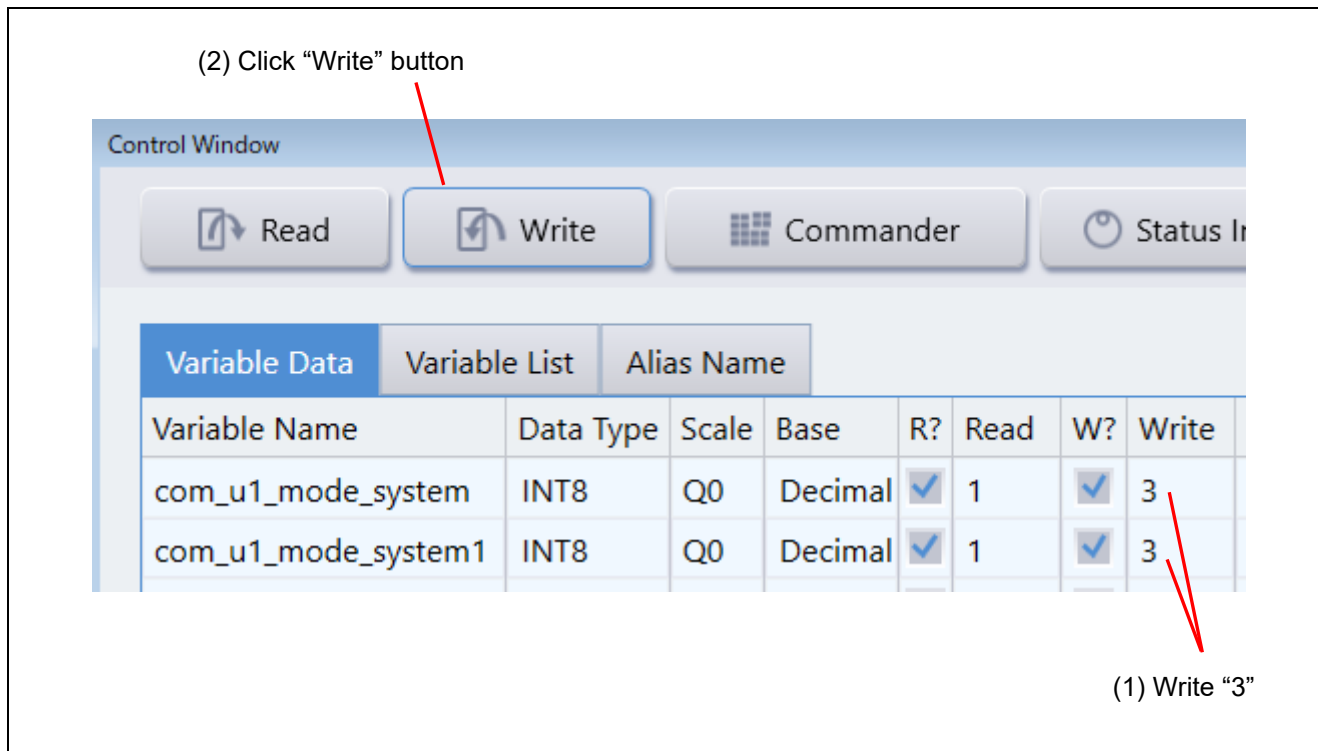 (2) Click “Write” button
Control Window
Read Write Commander Status
Variable Data Variable List Alias Name
Variable Name Data Type Scale Base R? Read W? Write
com_u1_mode_system INT8 Q0 Decimal 1 3
com_u1_mode_system1 INT8 Q0 Decimal 1 3
(1) Write “3”